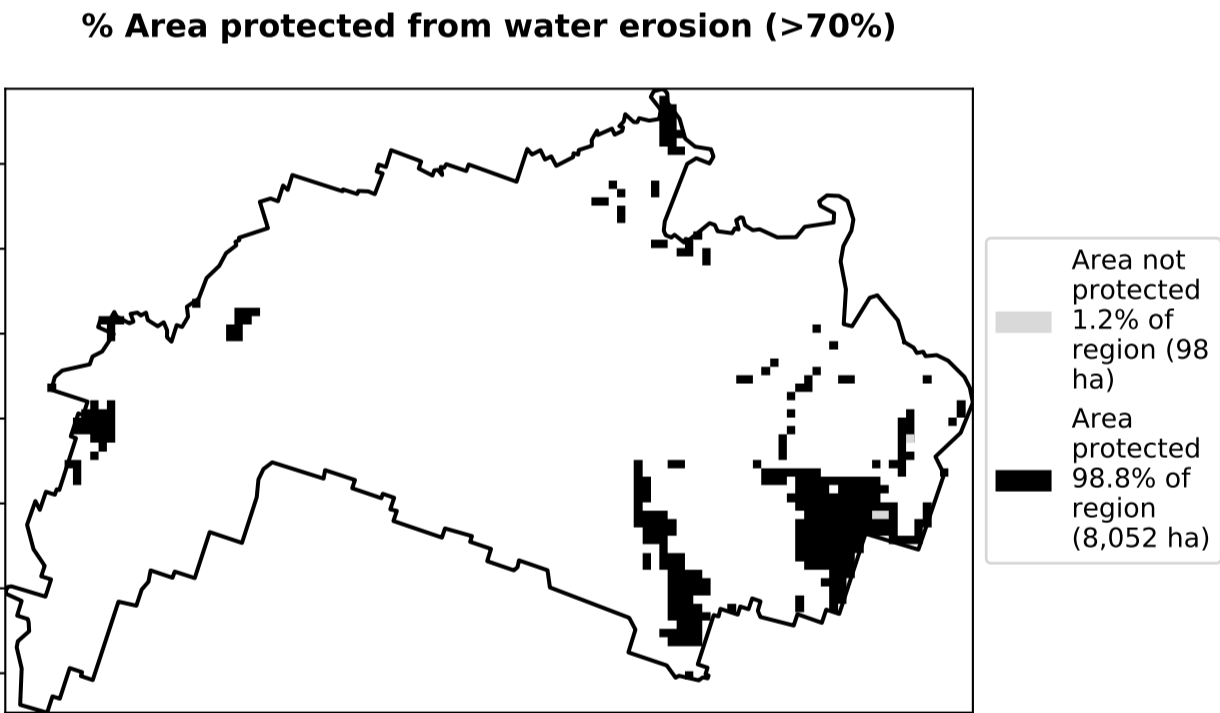 % Area protected from water erosion (>70%)
Area not
protected
1.2% of
region (98
ha)
Area
protected
98.8% of
region
(8,052 ha)